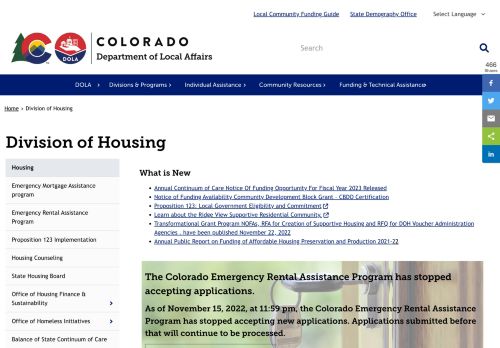 Local Community Funding Guide State Demography Office Select Language
COLORADO
Department of Local Affairs
DOLA
Search
DOLA Divisions & Programs Individual Assistance Community Resources Funding & Technical Assistance
466
Shares
Home Division of Housing
Division of Housing
Housing
Emergency Mortgage Assistance
program
Emergency Rental Assistance
Program
Proposition 123 Implementation
Housing Counseling
State Housing Board
Office of Housing Finance &
Sustainability
Office of Homeless Initiatives
Balance of State Continuum of Care
What is New
Annual Continuum of Care Notice Of Funding Opportunity For Fiscal Year 2023 Released
Notice of Funding Availability Community Development Block Grant - CBDO Certification
Proposition 123: Local Government Eligibility and Commitment
Learn about the Ridge View Supportive Residential Community.
Transformational Grant Program NOFAs, RFA for Creation of Supportive Housing and RFQ for DOH Voucher Administration
Agencies , have been published November 22, 2022
Annual Public Report on Funding of Affordable Housing Preservation and Production 2021-22
The Colorado Emergency Rental Assistance Program has stopped
accepting applications.
As of November 15, 2022, at 11:59 pm, the Colorado Emergency Rental Assistance
Program has stopped accepting new applications. Applications submitted before
that will continue to be processed.